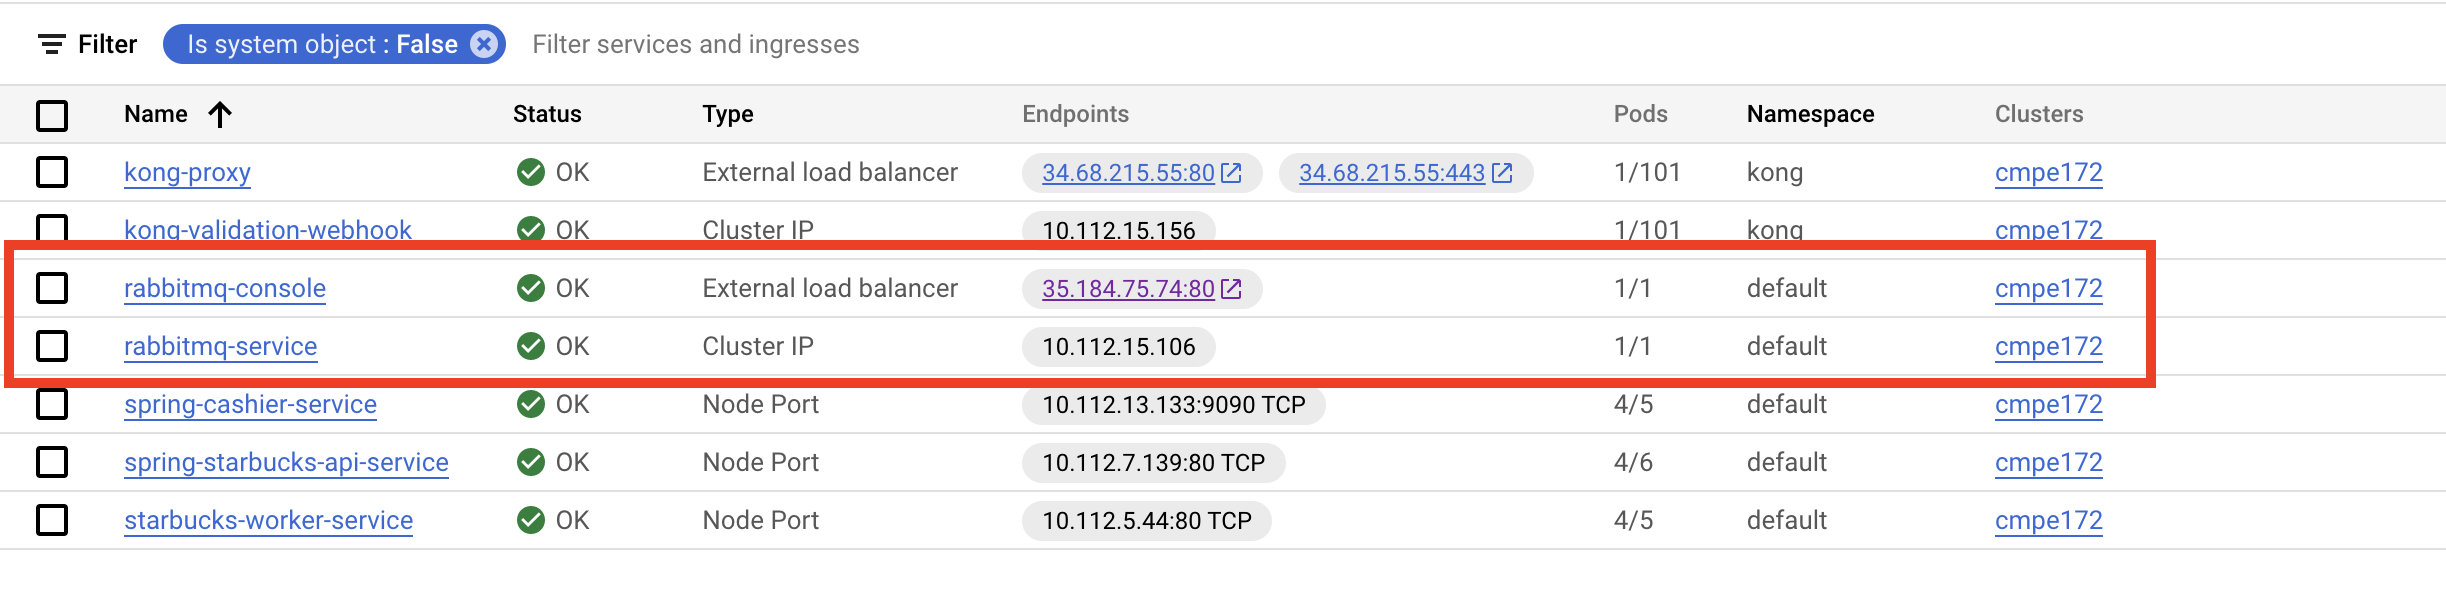 Filter Is system object : False Filter services and ingresses
Name Status Type Endpoints Pods Namespace Clusters
kong-proxy OK External load balancer 34.68.215.55:80 34.68.215.55:443 1/101 kong cmpe172
kong-validation-webhook OK Cluster IP 10.112.15.156 1/101 kong cmpe172
rabbitmq-console OK External load balancer 35.184.75.74:80 1/1 default cmpe172
rabbitmq-service OK Cluster IP 10.112.15.106 1/1 default cmpe172
spring-cashier-service OK Node Port 10.112.13.133:9090 TCP 4/5 default cmpe172
spring-starbucks-api-service OK Node Port 10.112.7.139:80 TCP 4/6 default cmpe172
starbucks-worker-service OK Node Port 10.112.5.44:80 TCP 4/5 default cmpe172